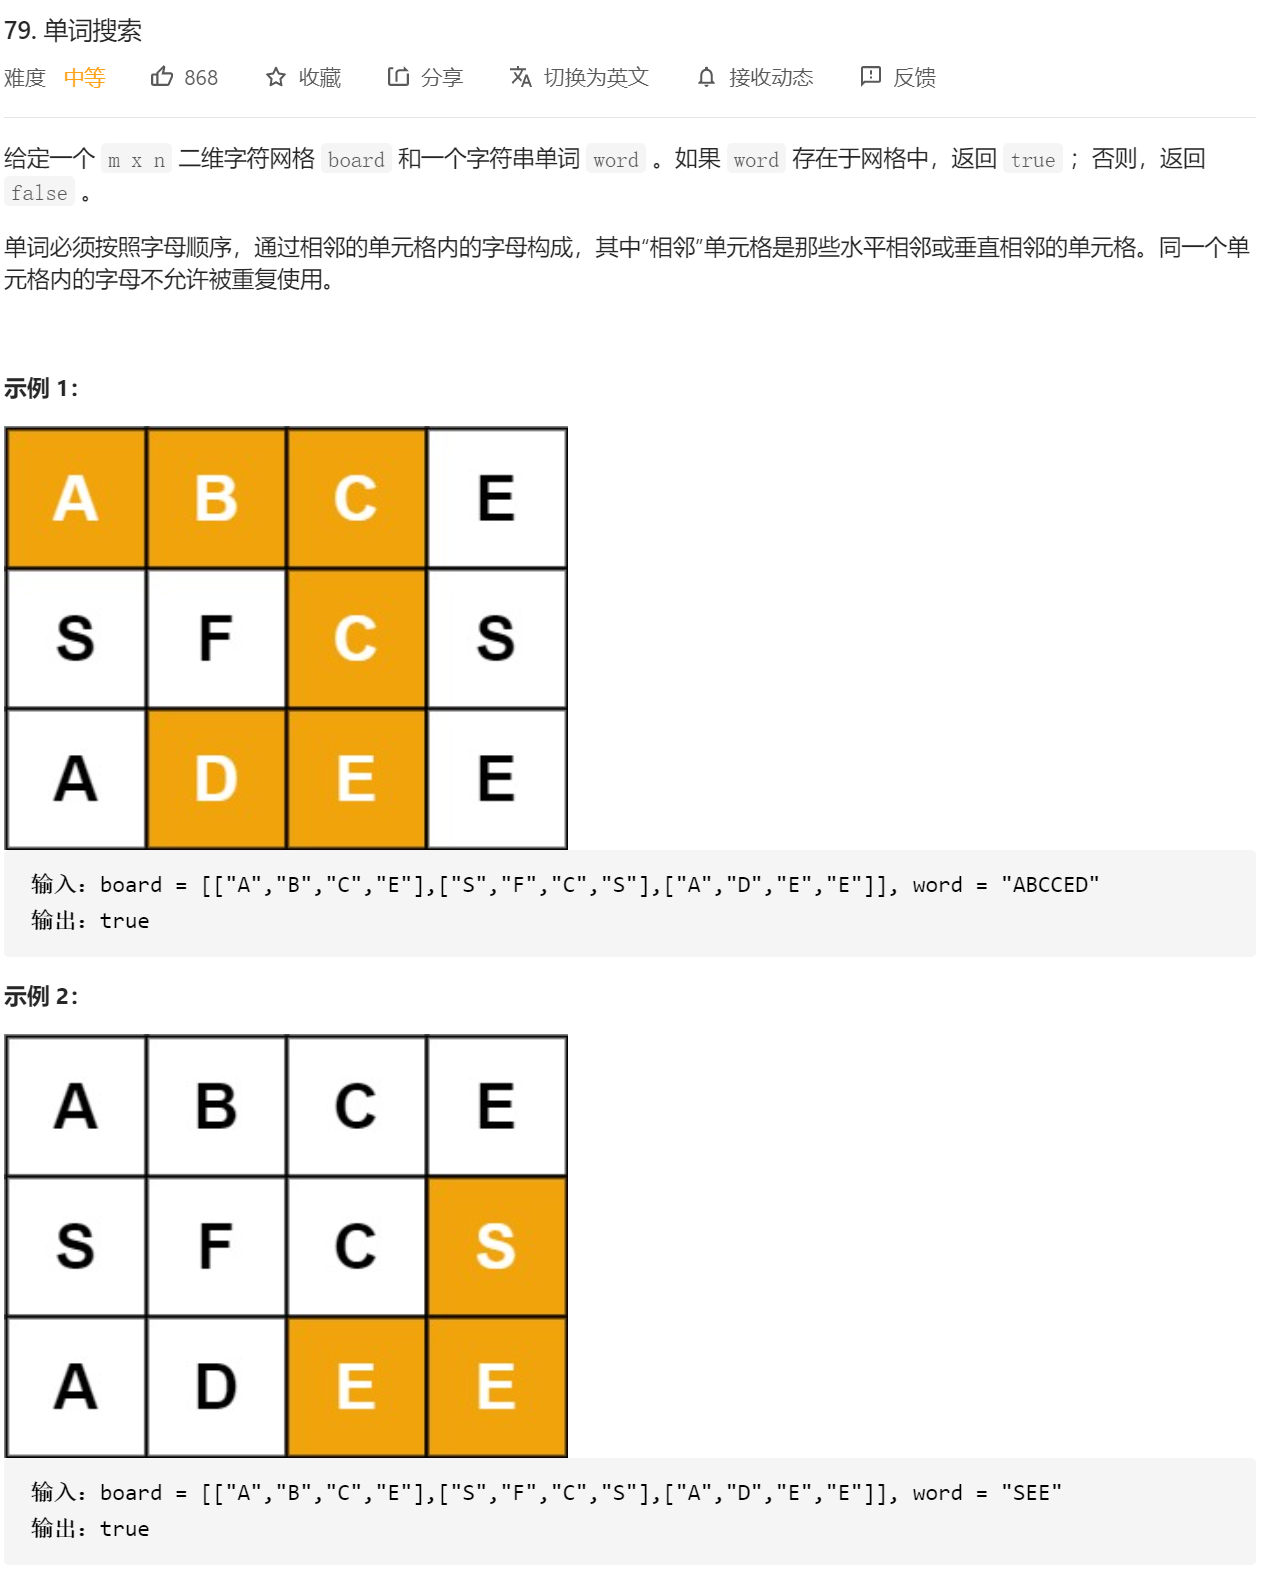 79. 单词搜索
难度 中等 868 收藏 分享 切换为英文 接收动态 反馈
给定一个 m x n 二维字符网格 board 和一个字符串单词 word 。如果 word 存在于网格中，返回 true ；否则，返回
false 。
单词必须按照字母顺序，通过相邻的单元格内的字母构成，其中“相邻”单元格是那些水平相邻或垂直相邻的单元格。同一个单
元格内的字母不允许被重复使用。
示例 1：
A B C E
S F C S
A D E E
输入：board = [["A","B","C","E"],["S","F","C","S"],["A","D","E","E"]], word = "ABCCED"
输出：true
示例 2：
A B C E
S F C S
A D E E
输入：board = [["A","B","C","E"],["S","F","C","S"],["A","D","E","E"]], word = "SEE"
输出：true